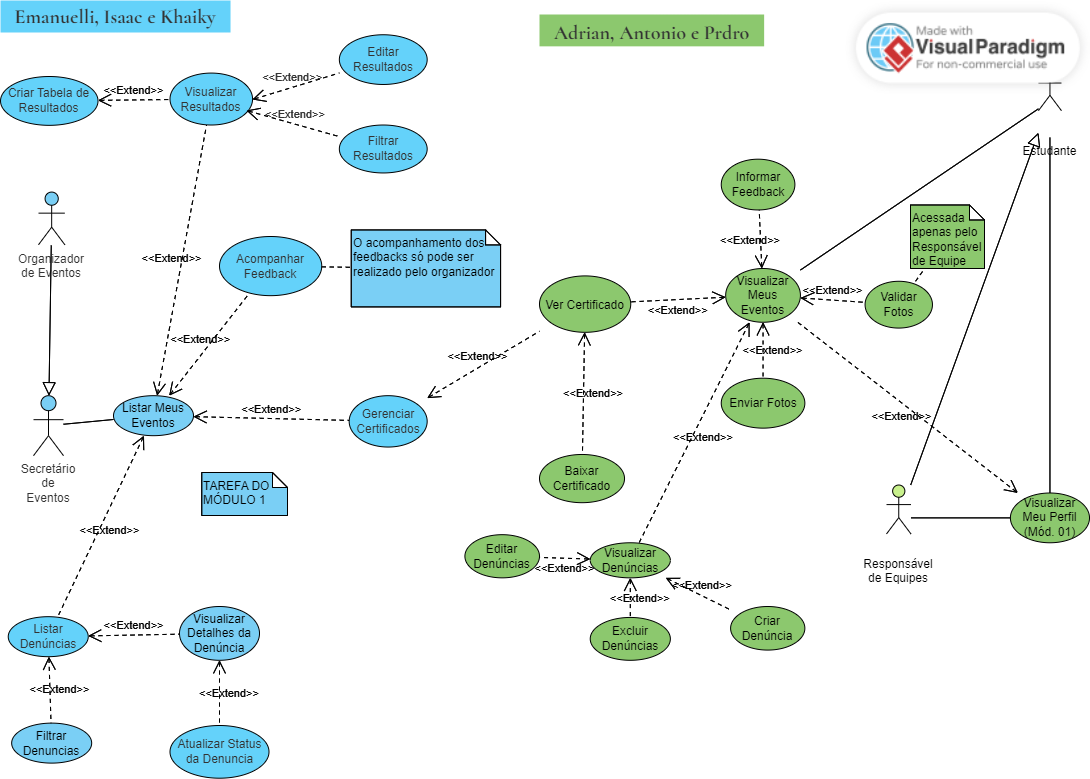 Emanuelli, Isaac e Khaiky
Adrian, Antonio e Prdro
Made with
Visual Paradigm
For non-commercial use
Editar
Resultados
<<Extend>>
Criar Tabela de
Resultados
<<Extend>>
Visualizar
Resultados
<<Extend>>
Filtrar
Resultados
Estudante
Informar
Feedback
Acessada
apenas pelo
Responsável
de Equipe
<<Extend>>
Organizador
de Eventos
<<Extend>>
Acompanhar
Feedback
O acompanhamento dos
feedbacks só pode ser
realizado pelo organizador
Visualizar
Meus
Eventos
<<Extend>>
Validar
Fotos
Ver Certificado
<<Extend>>
<<Extend>>
<<Extend>>
<<Extend>>
<<Extend>>
Enviar Fotos
Listar Meus
Eventos
<<Extend>>
Gerenciar
Certificados
<<Extend>>
<<Extend>>
Secretário
de
Eventos
Baixar
Certificado
TAREFA DO
MÓDULO 1
Visualizar
Meu Perfil
(Mód. 01)
<<Extend>>
Responsável
de Equipes
Editar
Denúncias
<<Extend>>
Visualizar
Denúncias
<<Extend>>
<<Extend>>
Criar
Denúncia
Excluir
Denúncias
Listar
Denúncias
<<Extend>>
Visualizar
Detalhes da
Denúncia
<<Extend>>
<<Extend>>
Filtrar
Denuncias
Atualizar Status
da Denuncia
<<Extend>>